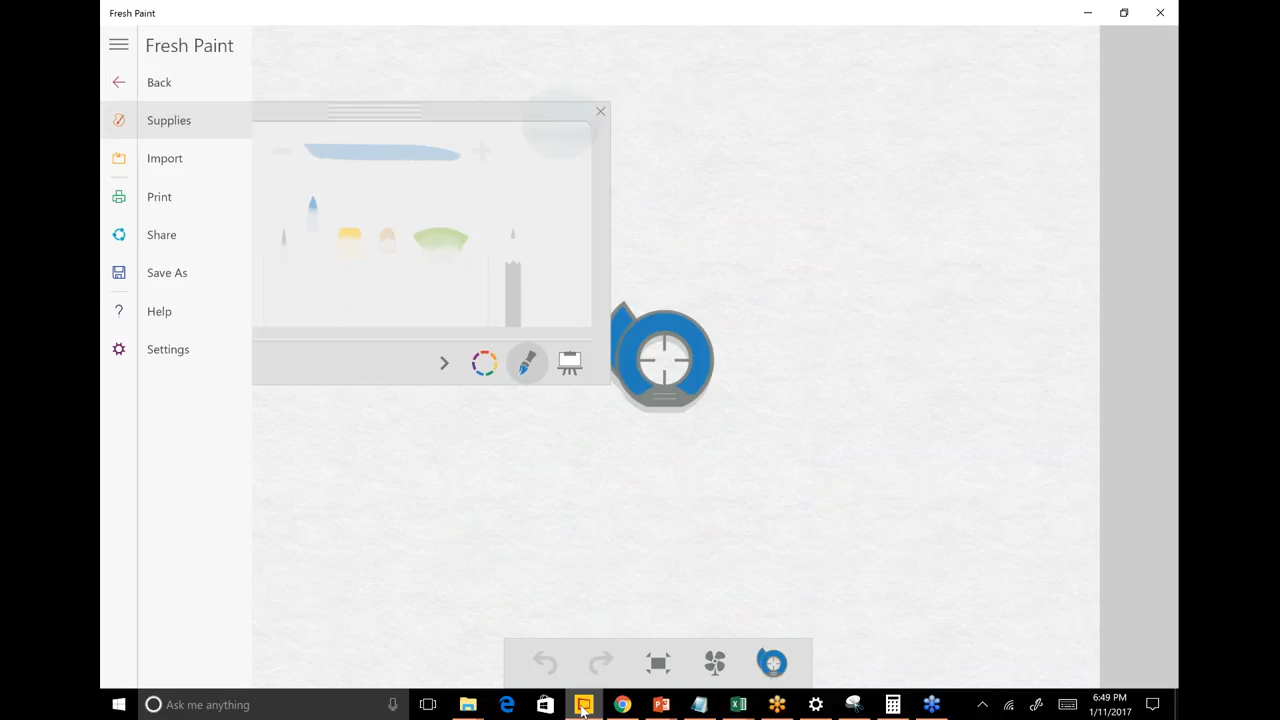 Fresh Paint
Fresh Paint
Back
Supplies
Import
Print
Share
Save As
Help
Settings
Ask me anything
6:49 PM
1/11/2017